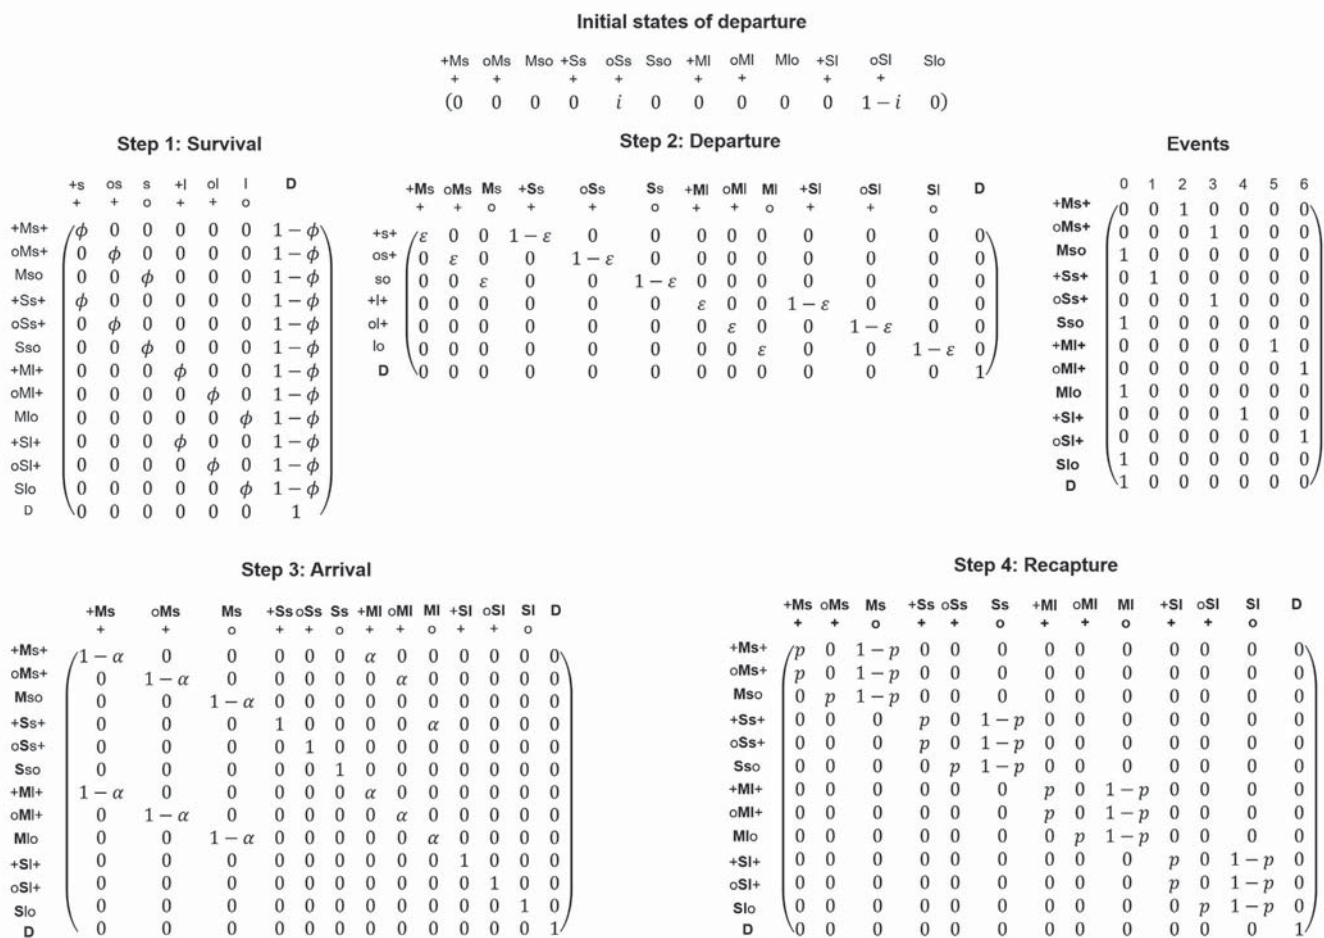 Initial states of departure
+Ms oMs Mso +Ss oSs Sso +Ml oMl Mlo +Sl oSl Slo
+ + + + + + + +
(0 0 0 0 i 0 0 0 0 0 1 − i 0)
Step 1: Survival
+s os s +l ol l D
+ + o + + o
+Ms+ ϕ 0 0 0 0 0 1 − ϕ
oMs+ 0 ϕ 0 0 0 0 1 − ϕ
Mso 0 0 ϕ 0 0 0 1 − ϕ
+Ss+ ϕ 0 0 0 0 0 1 − ϕ
oSs+ 0 ϕ 0 0 0 0 1 − ϕ
Sso 0 0 ϕ 0 0 0 1 − ϕ
+Ml+ 0 0 0 ϕ 0 0 1 − ϕ
oMl+ 0 0 0 0 ϕ 0 1 − ϕ
Mlo 0 0 0 0 0 ϕ 1 − ϕ
+Sl+ 0 0 0 ϕ 0 0 1 − ϕ
oSl+ 0 0 0 0 ϕ 0 1 − ϕ
Slo 0 0 0 0 0 ϕ 1 − ϕ
D 0 0 0 0 0 0 1
Step 2: Departure
+Ms oMs Ms +Ss oSs Ss +Ml oMl Ml +Sl oSl Sl D
+ + o + + o + + o + + o
+s+ ε 0 0 1 − ε 0 0 0 0 0 0 0 0 0
os+ 0 ε 0 0 1 − ε 0 0 0 0 0 0 0 0
so 0 0 ε 0 0 1 − ε 0 0 0 0 0 0 0
+l+ 0 0 0 0 0 0 ε 0 0 1 − ε 0 0 0
ol+ 0 0 0 0 0 0 0 ε 0 0 1 − ε 0 0
lo 0 0 0 0 0 0 0 0 ε 0 0 1 − ε 0
D 0 0 0 0 0 0 0 0 0 0 0 0 1
Events
0 1 2 3 4 5 6
+Ms+ 0 0 1 0 0 0 0
oMs+ 0 0 0 1 0 0 0
Mso 1 0 0 0 0 0 0
+Ss+ 0 1 0 0 0 0 0
oSs+ 0 0 0 1 0 0 0
Sso 1 0 0 0 0 0 0
+Ml+ 0 0 0 0 0 1 0
oMl+ 0 0 0 0 0 0 1
Mlo 1 0 0 0 0 0 0
+Sl+ 0 0 0 0 1 0 0
oSl+ 0 0 0 0 0 0 1
Slo 1 0 0 0 0 0 0
D 1 0 0 0 0 0 0
Step 3: Arrival
+Ms oMs Ms +Ss oSs Ss +Ml oMl Ml +Sl oSl Sl D
+ + o + + o + + o + + o
+Ms+ 1 − α 0 0 0 0 0 α 0 0 0 0 0 0
oMs+ 0 1 − α 0 0 0 0 0 α 0 0 0 0 0
Mso 0 0 1 − α 0 0 0 0 0 0 0 0 0 0
+Ss+ 0 0 0 1 0 0 0 0 α 0 0 0 0
oSs+ 0 0 0 0 1 0 0 0 0 0 0 0 0
Sso 0 0 0 0 0 1 0 0 0 0 0 0 0
+Ml+ 1 − α 0 0 0 0 0 α 0 0 0 0 0 0
oMl+ 0 1 − α 0 0 0 0 0 α 0 0 0 0 0
Mlo 0 0 1 − α 0 0 0 0 0 α 0 0 0 0
+Sl+ 0 0 0 0 0 0 0 0 0 1 0 0 0
oSl+ 0 0 0 0 0 0 0 0 0 0 1 0 0
Slo 0 0 0 0 0 0 0 0 0 0 0 1 0
D 0 0 0 0 0 0 0 0 0 0 0 0 1
Step 4: Recapture
+Ms oMs Ms +Ss oSs Ss +Ml oMl Ml +Sl oSl Sl D
+ + o + + o + + o + + o
+Ms+ p 0 1 − p 0 0 0 0 0 0 0 0 0 0
oMs+ p 0 1 − p 0 0 0 0 0 0 0 0 0 0
Mso 0 p 1 − p 0 0 0 0 0 0 0 0 0 0
+Ss+ 0 0 0 p 0 1 − p 0 0 0 0 0 0 0
oSs+ 0 0 0 p 0 1 − p 0 0 0 0 0 0 0
Sso 0 0 0 0 p 1 − p 0 0 0 0 0 0 0
+Ml+ 0 0 0 0 0 0 p 0 1 − p 0 0 0 0
oMl+ 0 0 0 0 0 0 p 0 1 − p 0 0 0 0
Mlo 0 0 0 0 0 0 0 p 1 − p 0 0 0 0
+Sl+ 0 0 0 0 0 0 0 0 0 p 0 1 − p 0
oSl+ 0 0 0 0 0 0 0 0 0 p 0 1 − p 0
Slo 0 0 0 0 0 0 0 0 0 0 p 1 − p 0
D 0 0 0 0 0 0 0 0 0 0 0 0 1